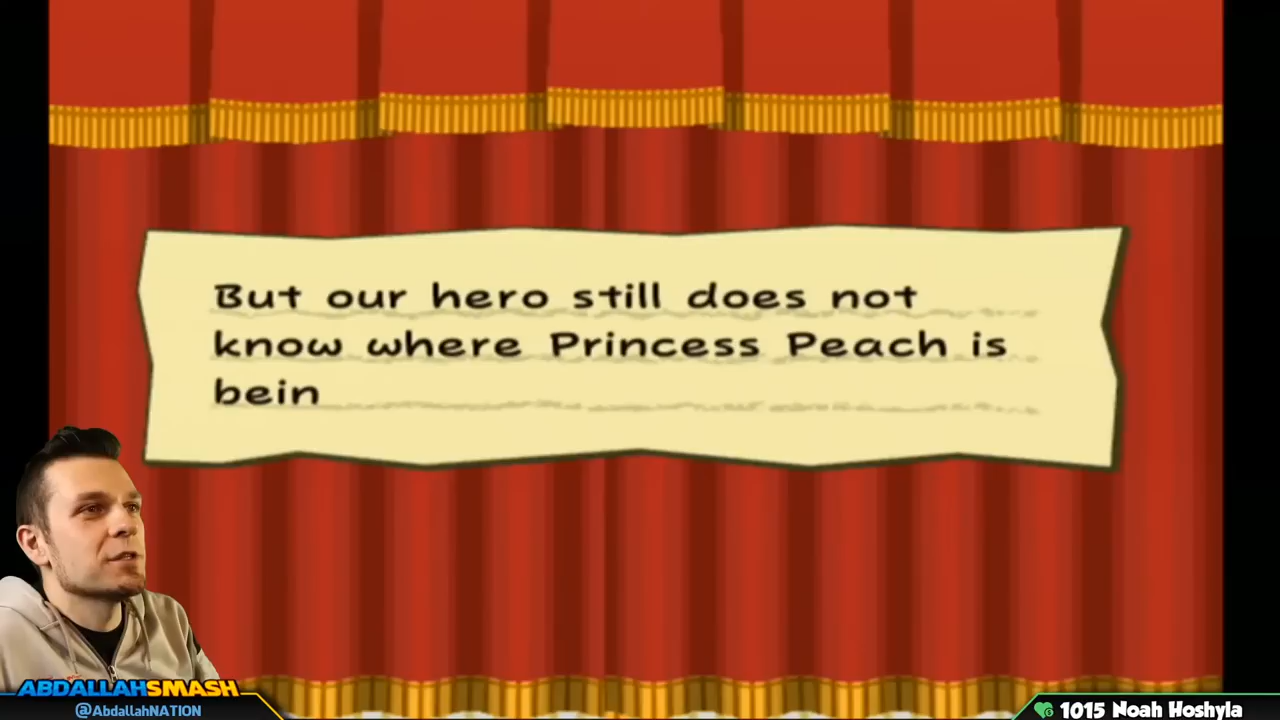 But our hero still does not
know where Princess Peach is
bein
ABDALLAHSMASH
@AbdallahNATION
1015 Noah Hoshyla